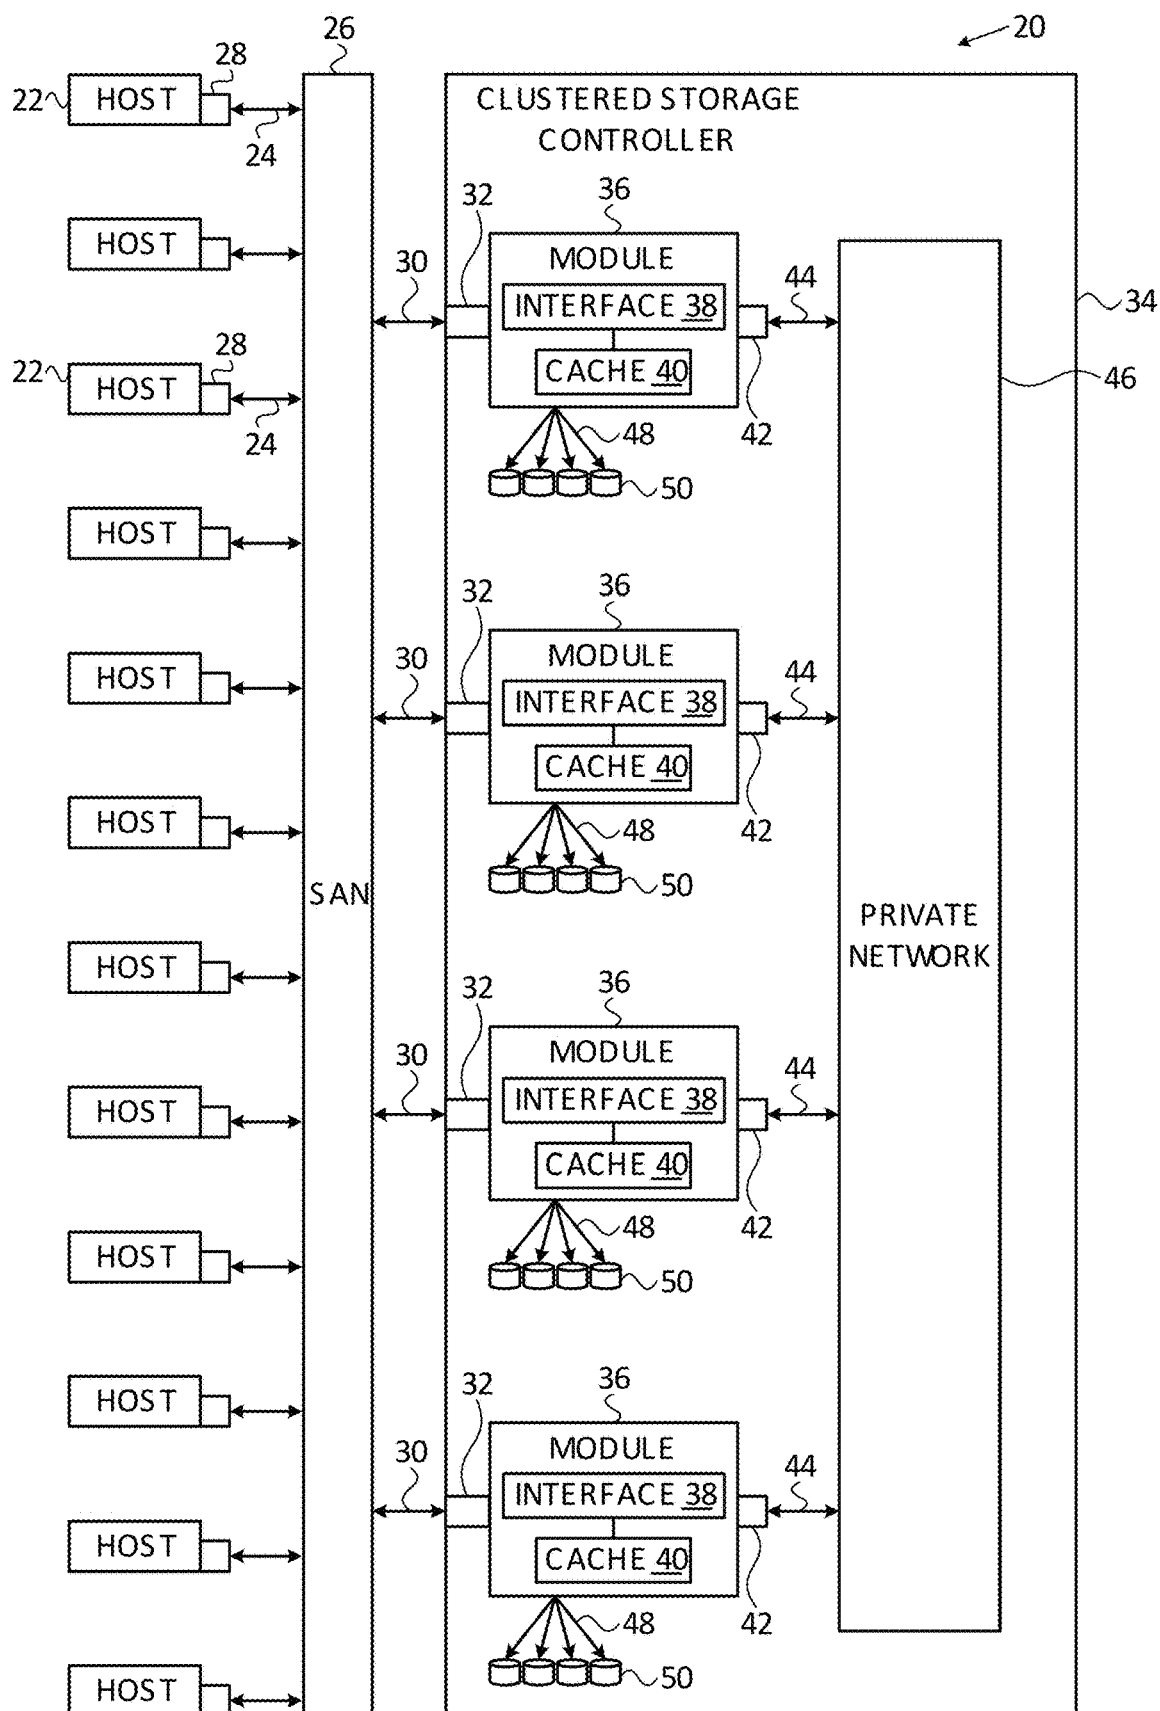 20
26
28
22 HOST
24
CLUSTERED STORAGE
CONTROLLER
HOST
30
32
36
MODULE
INTERFACE 38
CACHE 40
44
42
48
50
34
46
28
22 HOST
24
HOST
HOST
30
32
36
MODULE
INTERFACE 38
CACHE 40
44
42
48
50
HOST
SAN
PRIVATE
NETWORK
HOST
30
32
36
MODULE
INTERFACE 38
CACHE 40
44
42
48
50
HOST
HOST
HOST
30
32
36
MODULE
INTERFACE 38
CACHE 40
44
42
48
50
HOST
HOST